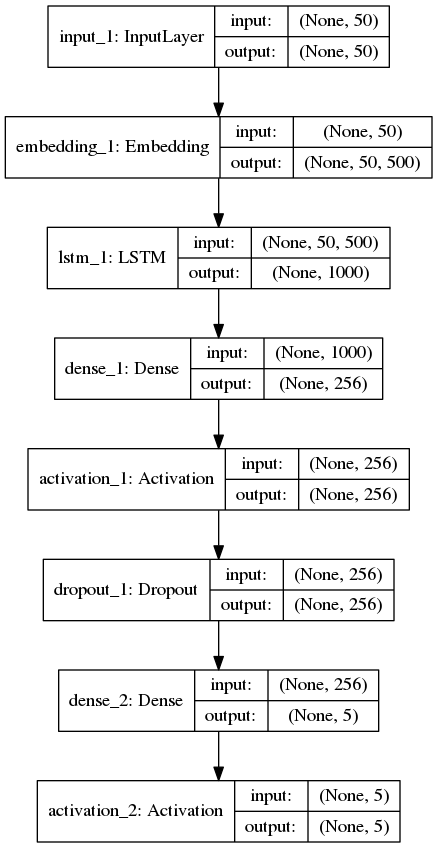 input_1: InputLayer
input:
(None, 50)
output:
(None, 50)
embedding_1: Embedding
input:
(None, 50)
output:
(None, 50, 500)
lstm_1: LSTM
input:
(None, 50, 500)
output:
(None, 1000)
dense_1: Dense
input:
(None, 1000)
output:
(None, 256)
activation_1: Activation
input:
(None, 256)
output:
(None, 256)
dropout_1: Dropout
input:
(None, 256)
output:
(None, 256)
dense_2: Dense
input:
(None, 256)
output:
(None, 5)
activation_2: Activation
input:
(None, 5)
output:
(None, 5)